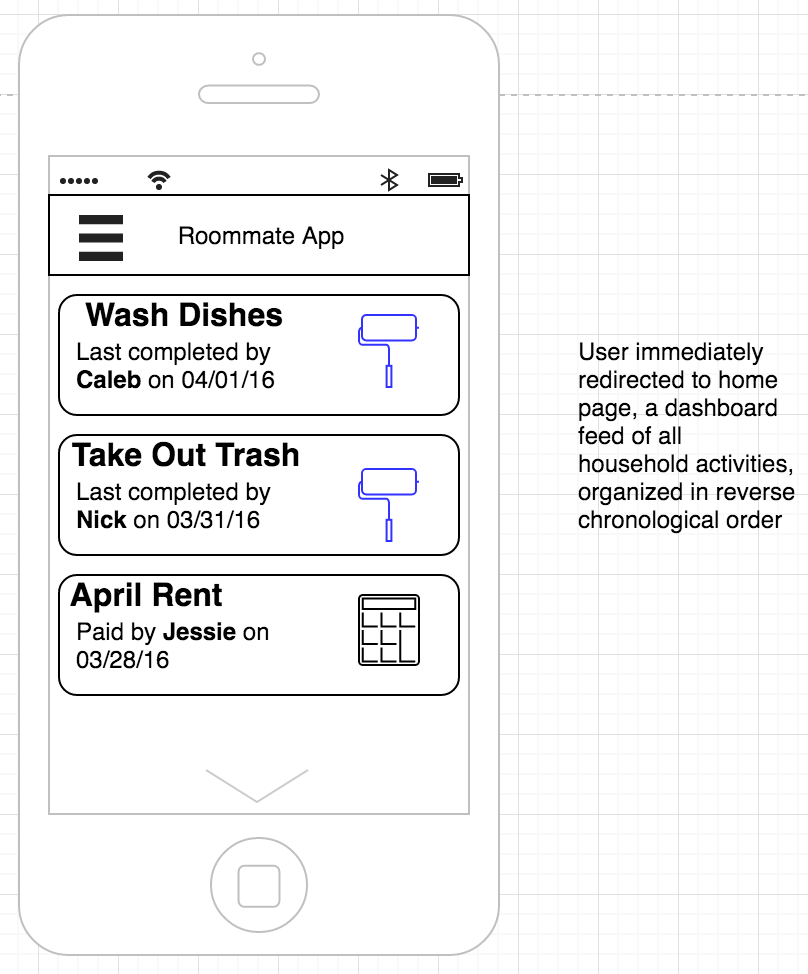 Roommate App
Wash Dishes
Last completed by
Caleb on 04/01/16
Take Out Trash
Last completed by
Nick on 03/31/16
April Rent
Paid by Jessie on
03/28/16
User immediately
redirected to home
page, a dashboard
feed of all
household activities,
organized in reverse
chronological order